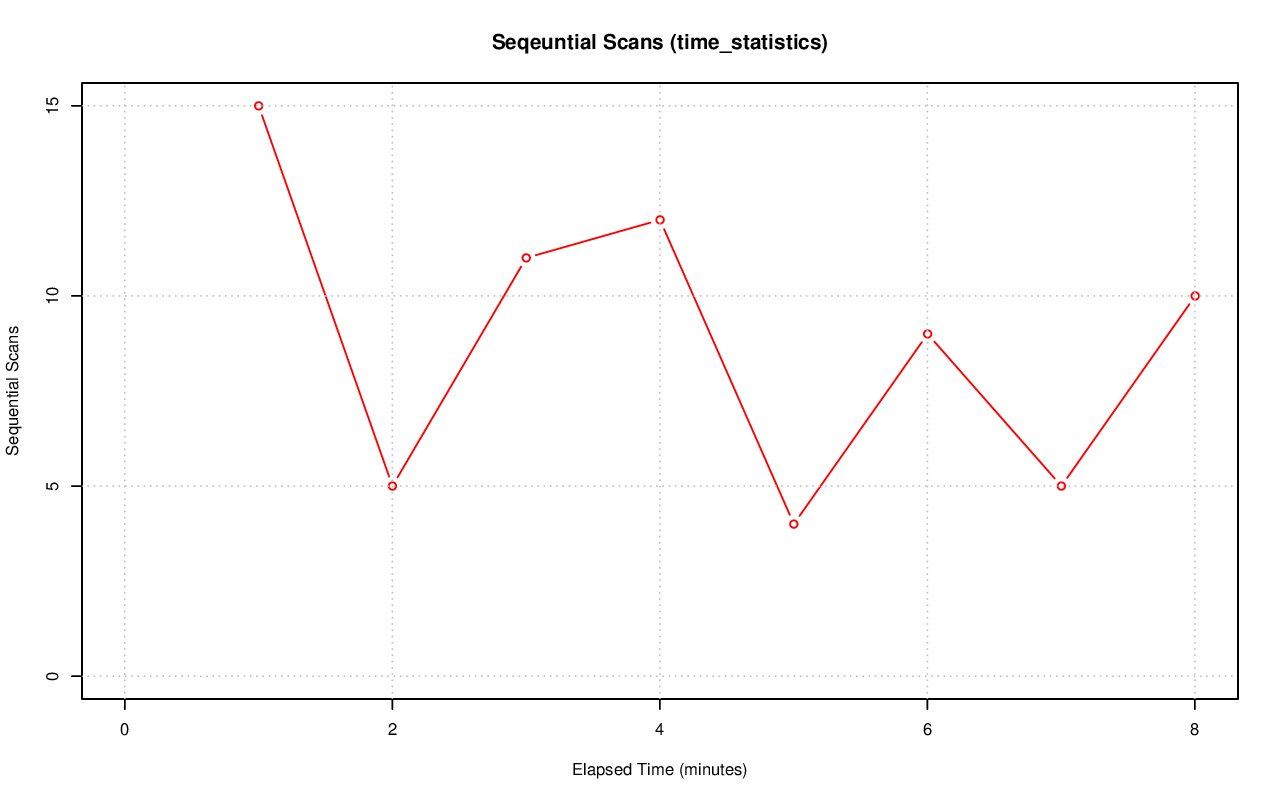 Seqeuntial Scans (time_statistics)
Sequential Scans
15
10
5
0
0 2 4 6 8
Elapsed Time (minutes)